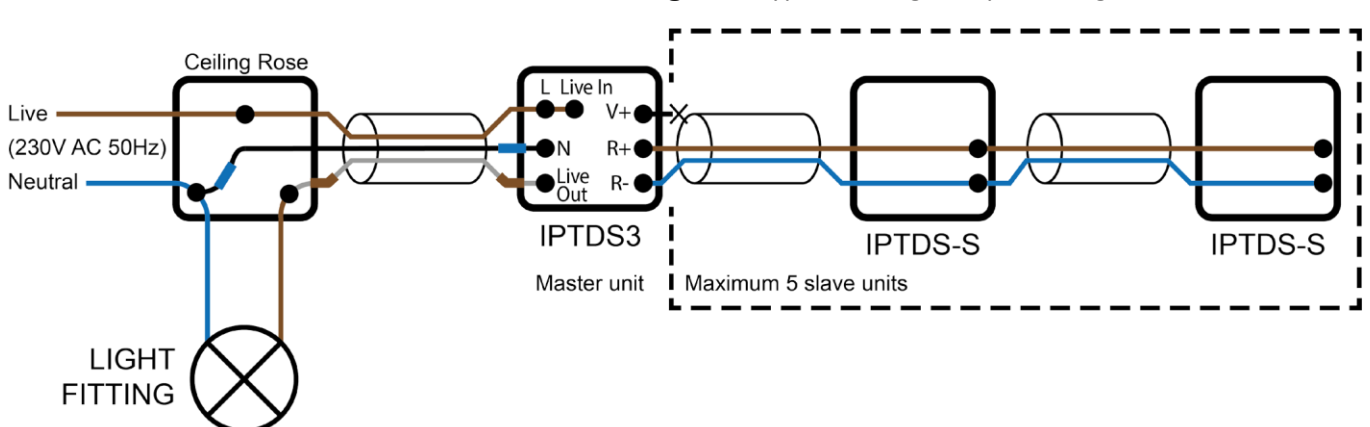 Ceiling Rose
Live
(230V AC 50Hz)
Neutral
L Live In
V+
N
R+
Live
Out
R-
IPTDS3
Master unit
IPTDS-S
IPTDS-S
Maximum 5 slave units
LIGHT
FITTING